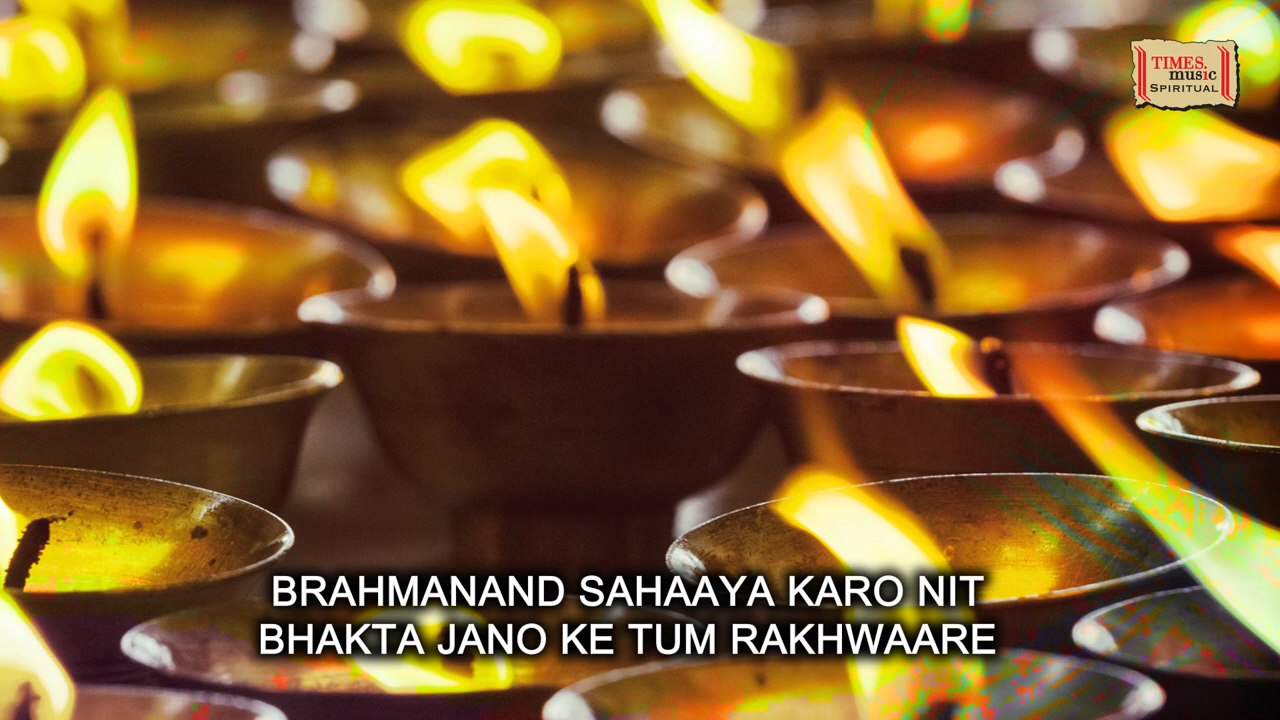 TIMES.
music
SPIRITUAL
BRAHMANAND SAHAAYA KARO NIT
BHAKTA JANO KE TUM RAKHWAARE